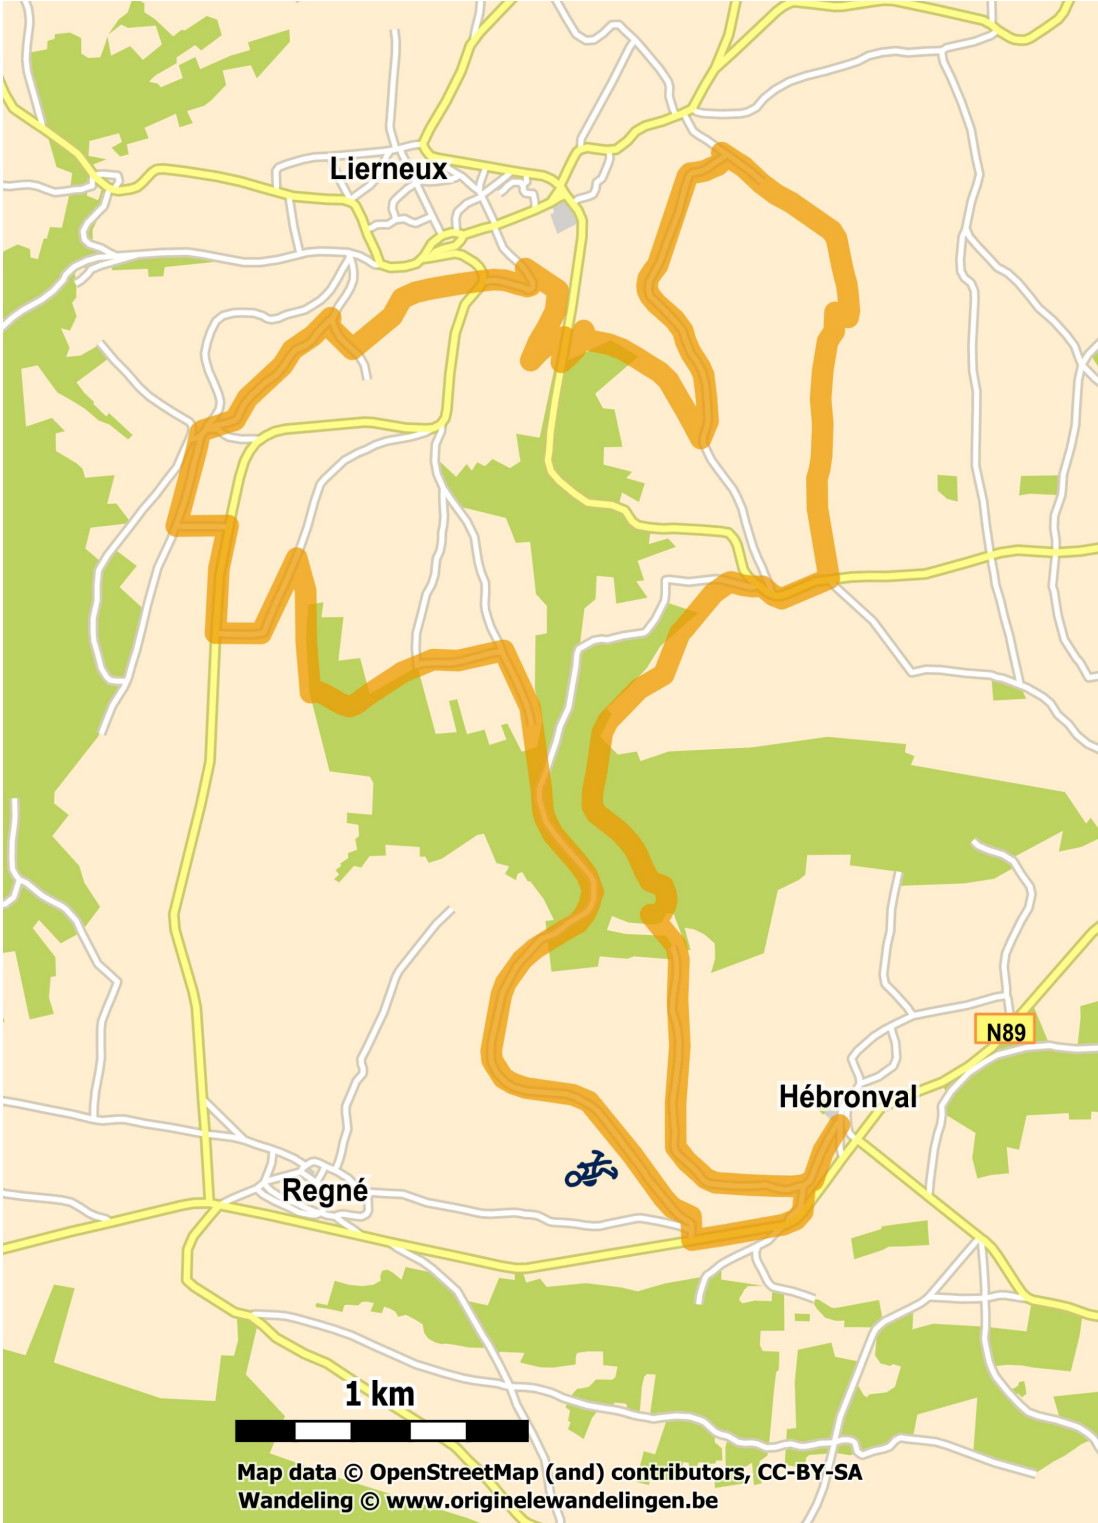 Lierneux
N89
Hébronval
Regné
1 km
Map data © OpenStreetMap (and) contributors, CC-BY-SA
Wandeling © www.originelewandelingen.be